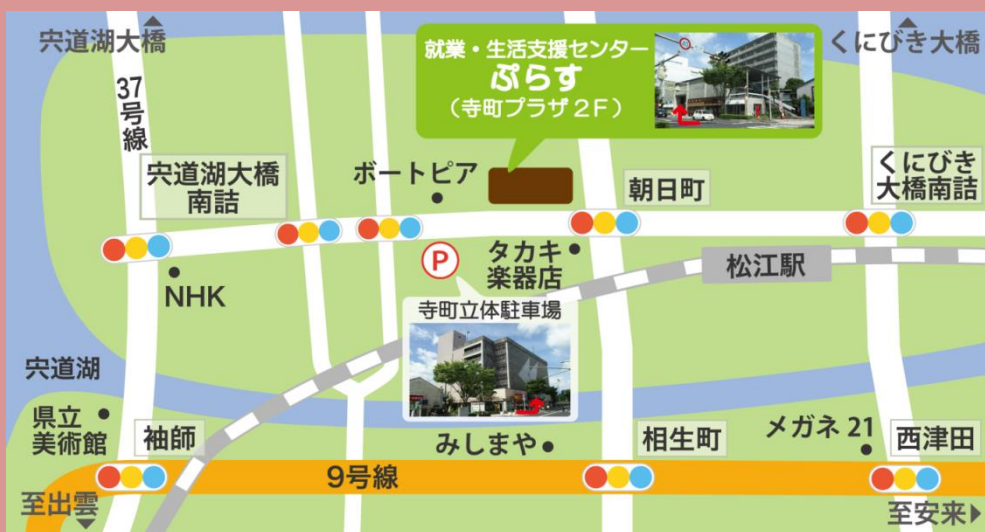 宍道湖大橋
くにびき大橋
就業・生活支援センター
ぷらす
（寺町プラザ２F）
37
号
線
宍道湖大橋
南詰
ボートピア
朝日町
くにびき
大橋南詰
NHK
P
タカキ
楽器店
松江駅
寺町立体駐車場
宍道湖
県立
美術館
袖師
みしまや
相生町
メガネ 21
西津田
9号線
至出雲
至安来